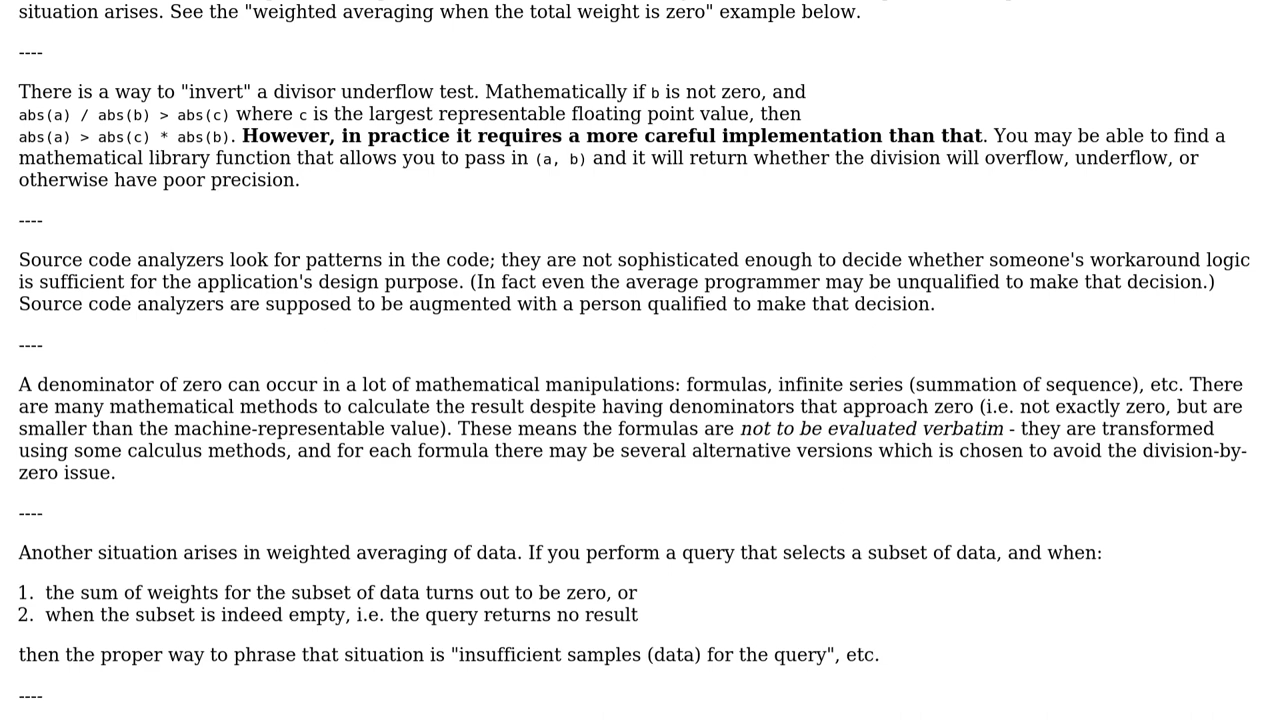 situation arises. See the "weighted averaging when the total weight is zero" example below.
----
There is a way to "invert" a divisor underflow test. Mathematically if b is not zero, and
abs(a) / abs(b) > abs(c) where c is the largest representable floating point value, then
abs(a) > abs(c) * abs(b). However, in practice it requires a more careful implementation than that. You may be able to find a
mathematical library function that allows you to pass in (a, b) and it will return whether the division will overflow, underflow, or
otherwise have poor precision.
----
Source code analyzers look for patterns in the code; they are not sophisticated enough to decide whether someone's workaround logic
is sufficient for the application's design purpose. (In fact even the average programmer may be unqualified to make that decision.)
Source code analyzers are supposed to be augmented with a person qualified to make that decision.
----
A denominator of zero can occur in a lot of mathematical manipulations: formulas, infinite series (summation of sequence), etc. There
are many mathematical methods to calculate the result despite having denominators that approach zero (i.e. not exactly zero, but are
smaller than the machine-representable value). These means the formulas are not to be evaluated verbatim - they are transformed
using some calculus methods, and for each formula there may be several alternative versions which is chosen to avoid the division-by-
zero issue.
----
Another situation arises in weighted averaging of data. If you perform a query that selects a subset of data, and when:
1. the sum of weights for the subset of data turns out to be zero, or
2. when the subset is indeed empty, i.e. the query returns no result
then the proper way to phrase that situation is "insufficient samples (data) for the query", etc.
----